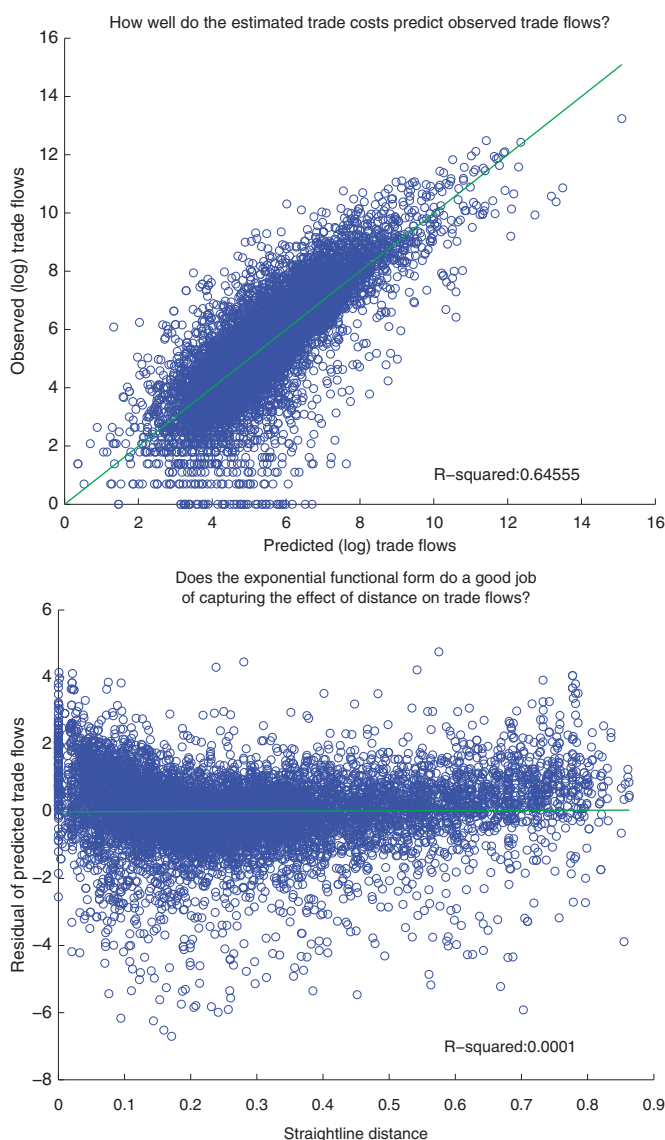 How well do the estimated trade costs predict observed trade flows?
16
14
12
10
8
6
4
2
0
Observed (log) trade flows
R−squared:0.64555
0 2 4 6 8 10 12 14 16
Predicted (log) trade flows
Does the exponential functional form do a good job
of capturing the effect of distance on trade flows?
6
4
2
0
−2
−4
−6
−8
Residual of predicted trade flows
R−squared:0.0001
0 0.1 0.2 0.3 0.4 0.5 0.6 0.7 0.8 0.9
Straightline distance